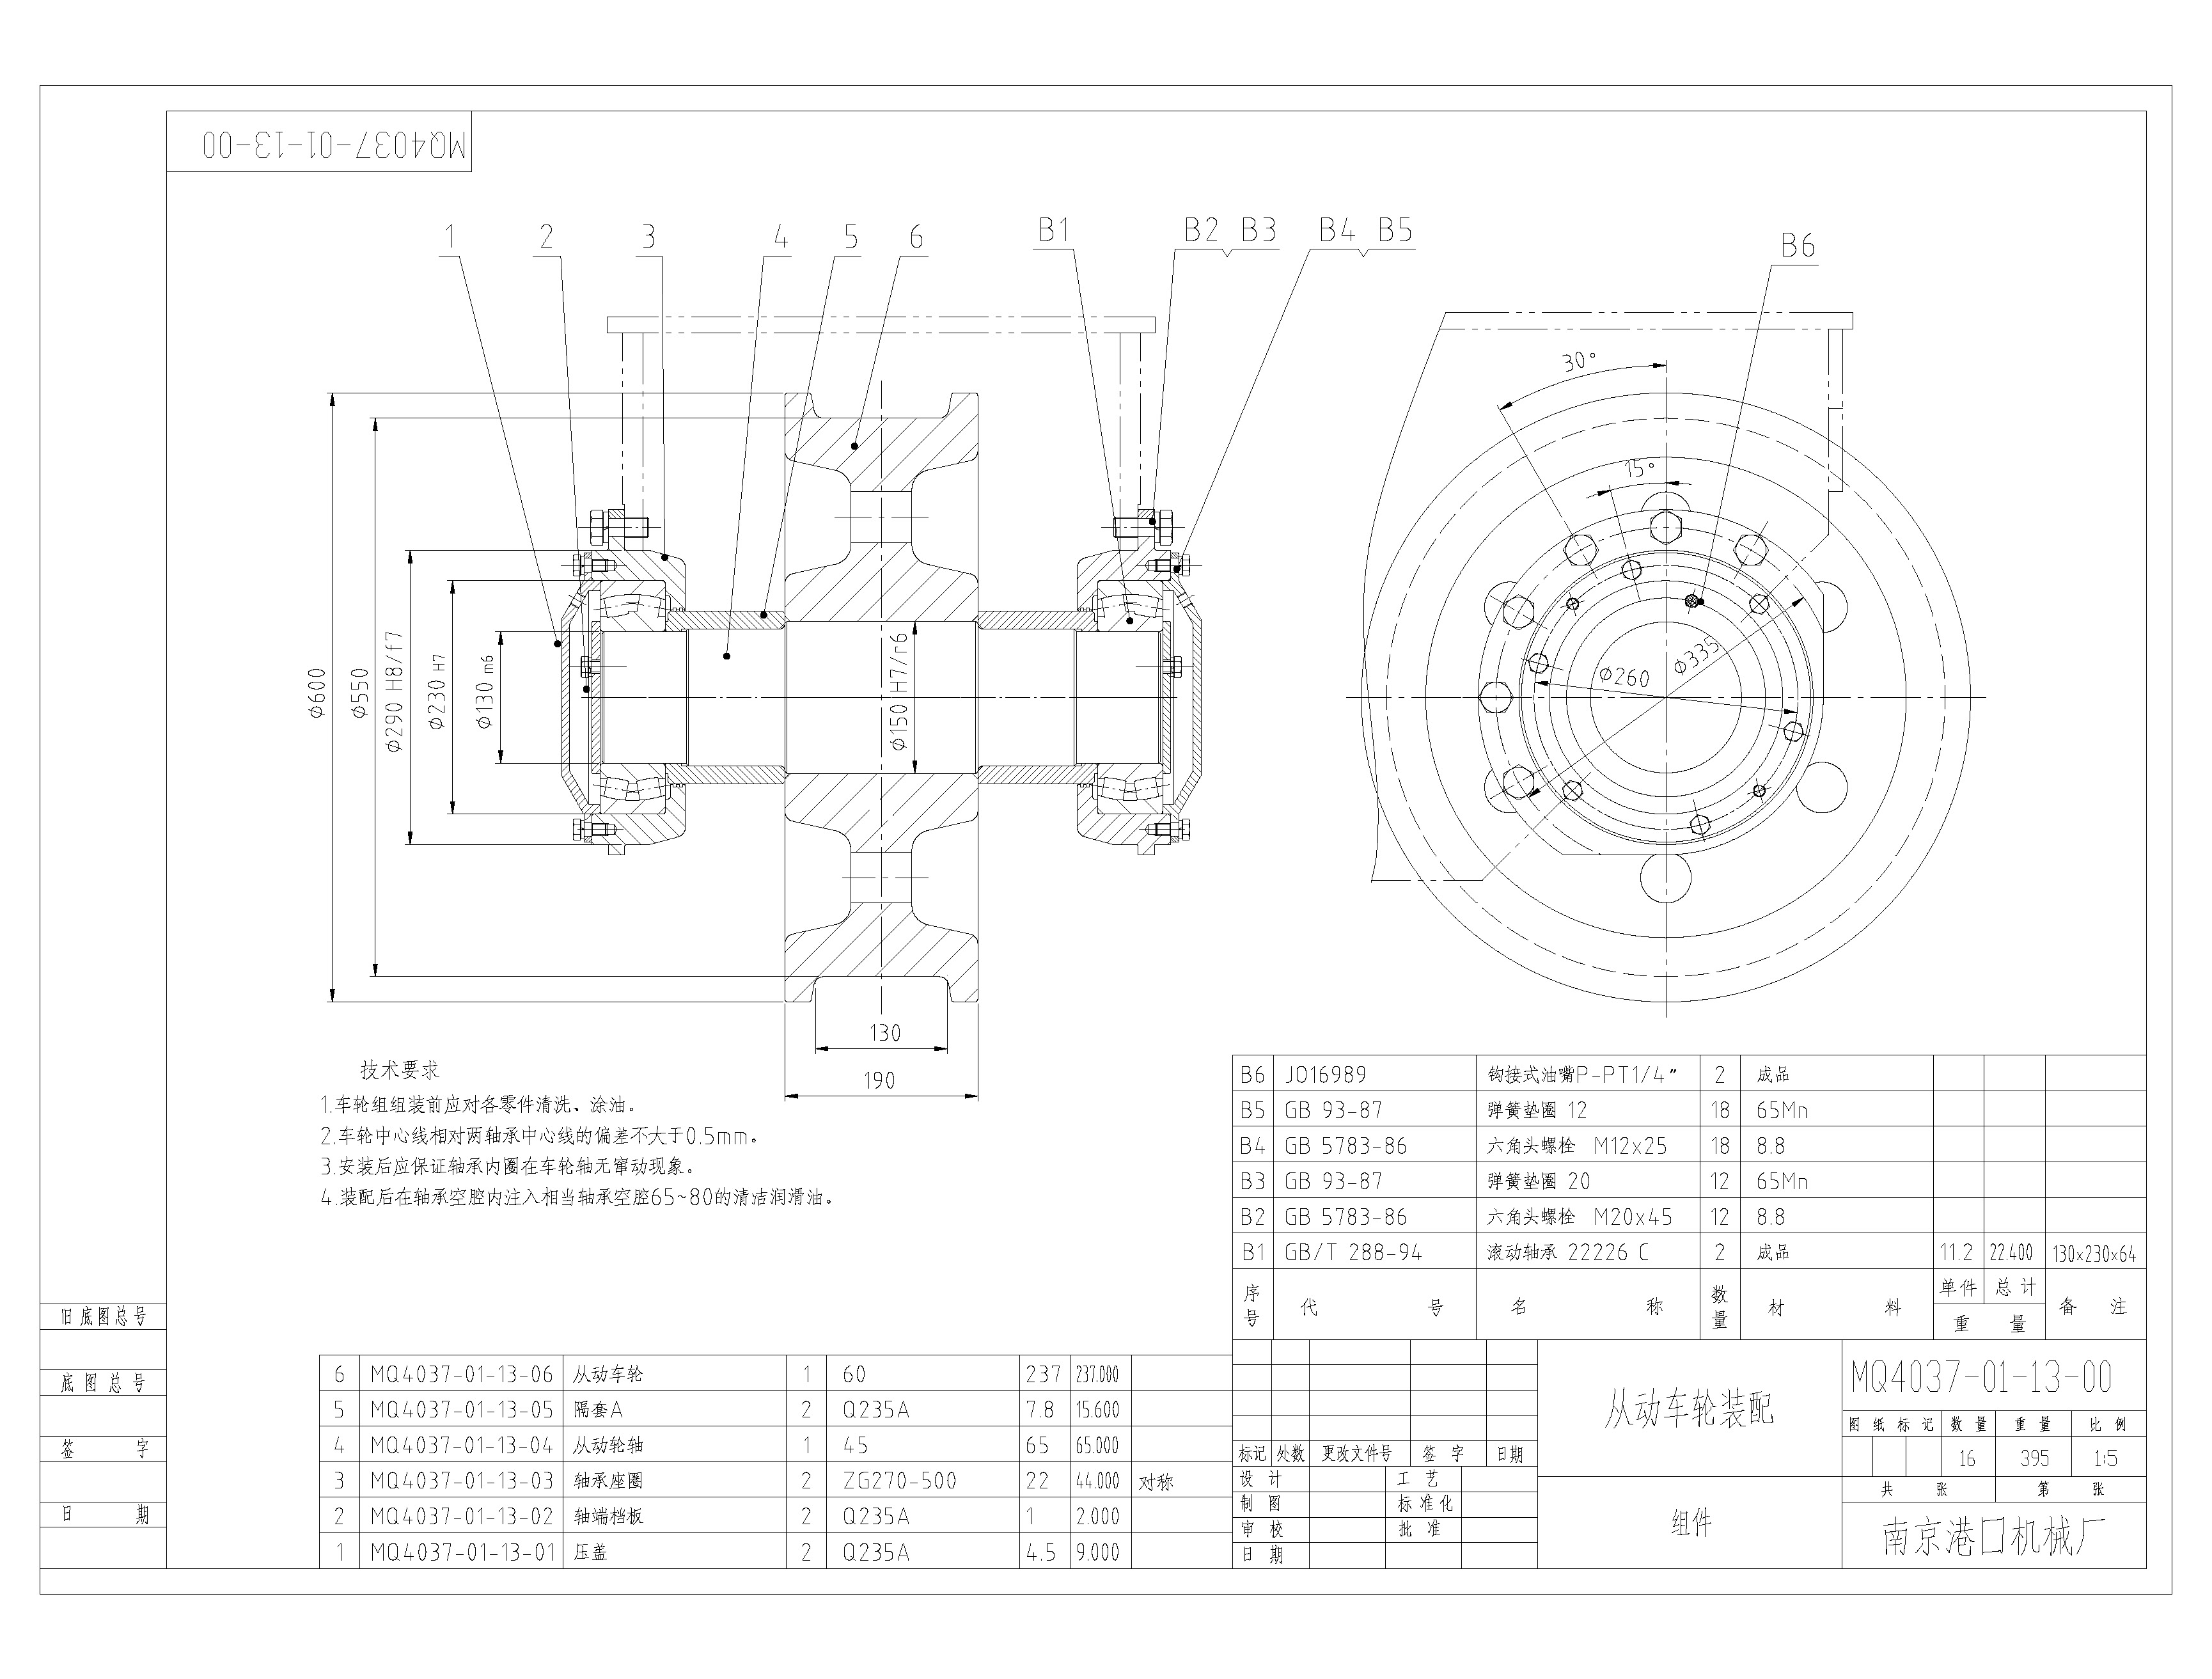 MQ4037-01-13-00
1 2 3 4 5 6 B1 B2 B3 B4 B5
B6
30°
15°
Φ335
Φ260
Φ600
Φ550
Φ290 H8/f7
Φ230 H7
Φ130 m6
Φ150 H7/r6
130
190
技术要求
1.车轮组组装前应对各零件清洗、涂油。
2.车轮中心线相对两轴承中心线的偏差不大于0.5mm。
3.安装后应保证轴承内圈在车轮轴无窜动现象。
4.装配后在轴承空腔内注入相当轴承空腔65~80的清洁润滑油。
B6 JO16989 钩接式油嘴P-PT1/4" 2 成品
B5 GB 93-87 弹簧垫圈 12 18 65Mn
B4 GB 5783-86 六角头螺栓 M12x25 18 8.8
B3 GB 93-87 弹簧垫圈 20 12 65Mn
B2 GB 5783-86 六角头螺栓 M20x45 12 8.8
B1 GB/T 288-94 滚动轴承 22226 C 2 成品 11.2 22.400 130x230x64
序号 代号 名称 数量 材料 单件 总计 重量 备注
6 MQ4037-01-13-06 从动车轮 1 60 237 237.000
5 MQ4037-01-13-05 隔套A 2 Q235A 7.8 15.600
4 MQ4037-01-13-04 从动轮轴 1 45 65 65.000
3 MQ4037-01-13-03 轴承座圈 2 ZG270-500 22 44.000 对称
2 MQ4037-01-13-02 轴端档板 2 Q235A 1 2.000
1 MQ4037-01-13-01 压盖 2 Q235A 4.5 9.000
标记 处数 更改文件号 签字 日期
设计 工艺
制图 标准化
审校 批准
日期
从动车轮装配
组件
MQ4037-01-13-00
图纸标记 数量 重量 比例
16 395 1:5
共 张 第 张
南京港口机械厂
旧底图总号
底图总号
签字
日期